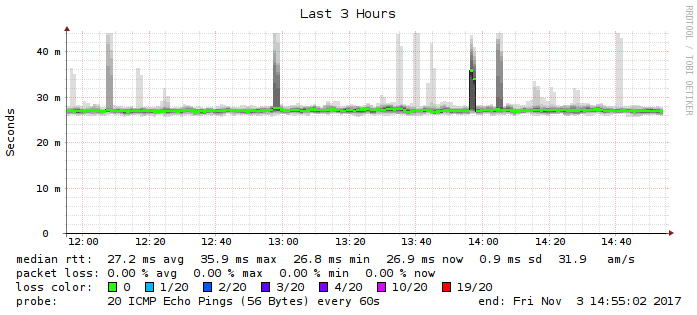 Last 3 Hours
RRDTOOL / TOBI OETIKER
Seconds
40 m
30 m
20 m
10 m
0
12:00 12:20 12:40 13:00 13:20 13:40 14:00 14:20 14:40
median rtt: 27.2 ms avg 35.9 ms max 26.8 ms min 26.9 ms now 0.9 ms sd 31.9 am/s
packet loss: 0.00 % avg 0.00 % max 0.00 % min 0.00 % now
loss color: 0 1/20 2/20 3/20 4/20 10/20 19/20
probe: 20 ICMP Echo Pings (56 Bytes) every 60s end: Fri Nov 3 14:55:02 2017